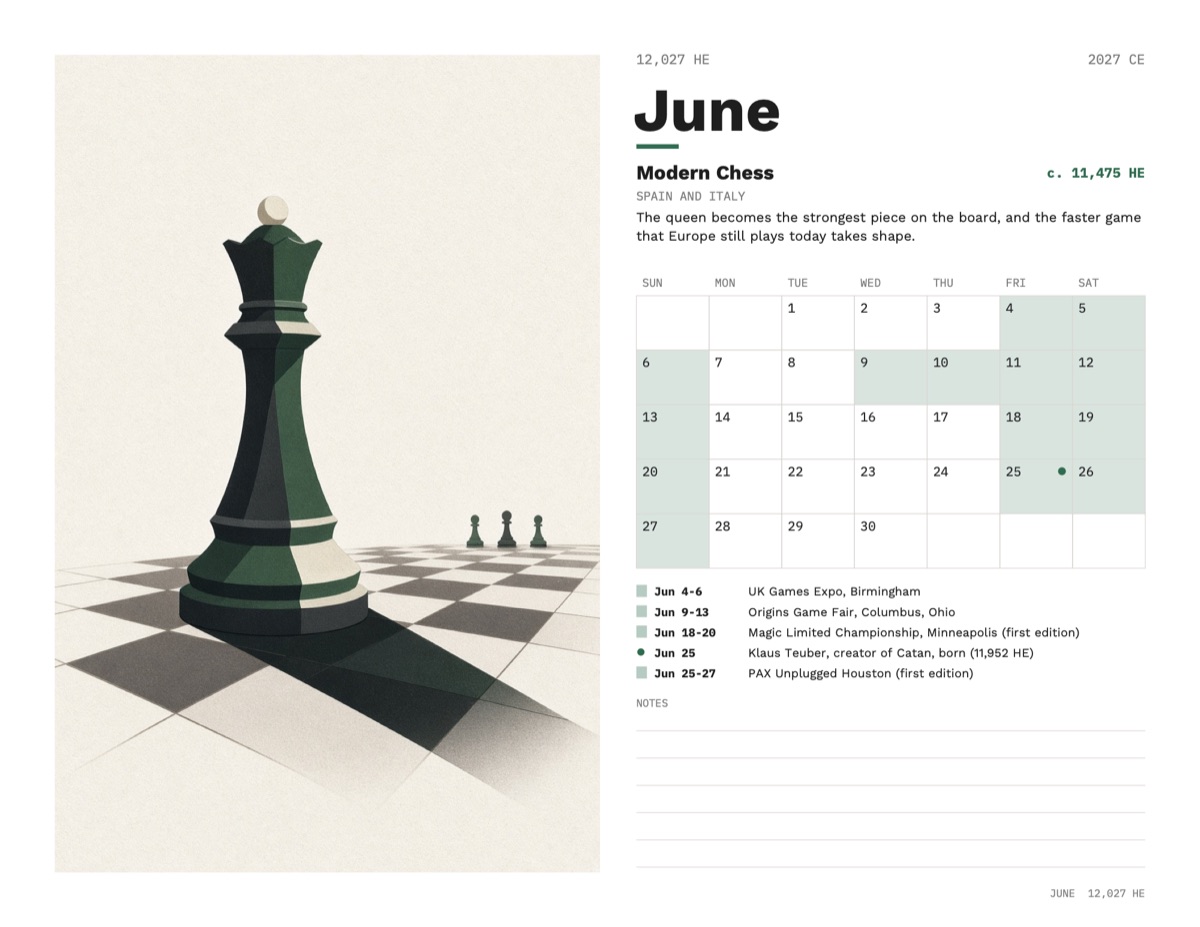 12,027 HE 2027 CE
June
Modern Chess c. 11,475 HE
SPAIN AND ITALY
The queen becomes the strongest piece on the board, and the faster game
that Europe still plays today takes shape.
SUN MON TUE WED THU FRI SAT
1 2 3 4 5
6 7 8 9 10 11 12
13 14 15 16 17 18 19
20 21 22 23 24 25 26
27 28 29 30
Jun 4-6 UK Games Expo, Birmingham
Jun 9-13 Origins Game Fair, Columbus, Ohio
Jun 18-20 Magic Limited Championship, Minneapolis (first edition)
Jun 25 Klaus Teuber, creator of Catan, born (11,952 HE)
Jun 25-27 PAX Unplugged Houston (first edition)
NOTES
JUNE 12,027 HE